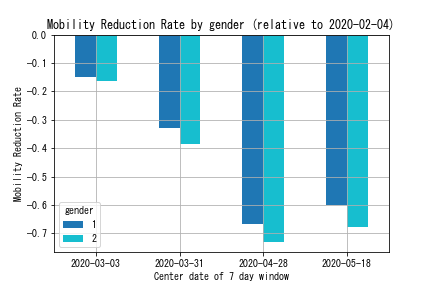 Mobility Reduction Rate by gender (relative to 2020-02-04)
0.0
-0.1
-0.2
-0.3
-0.4
-0.5
-0.6
-0.7
Mobility Reduction Rate
gender
1
2
2020-03-03 2020-03-31 2020-04-28 2020-05-18
Center date of 7 day window